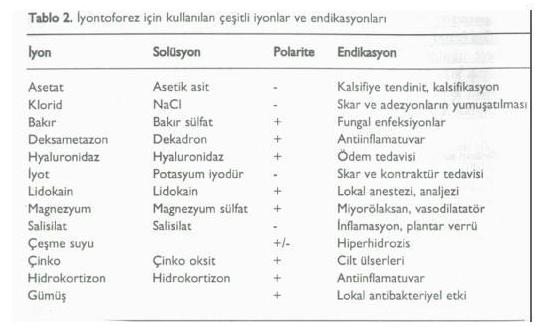 Tablo 2. İyontoforez için kullanılan çeşitli iyonlar ve endikasyonları
İyon Solüsyon Polarite Endikasyon
Asetat Asetik asit - Kalsifiye tendinit, kalsifikasyon
Klorid NaCl - Skar ve adezyonların yumuşatılması
Bakır Bakır sülfat + Fungal enfeksiyonlar
Deksametazon Dekadron + Antiinflamatuvar
Hyaluronidaz Hyaluronidaz + Ödem tedavisi
İyot Potasyum iyodür - Skar ve kontraktür tedavisi
Lidokain Lidokain + Lokal anestezi, analjezi
Magnezyum Magnezyum sülfat + Miyorölaksan, vasodilatatör
Salisilat Salisilat - İnflamasyon, plantar verrü
Çeşme suyu +/- Hiperhidrozis
Çinko Çinko oksit + Cilt ülserleri
Hidrokortizon Hidrokortizon + Antiinflamatuvar
Gümüş + Lokal antibakteriyel etki